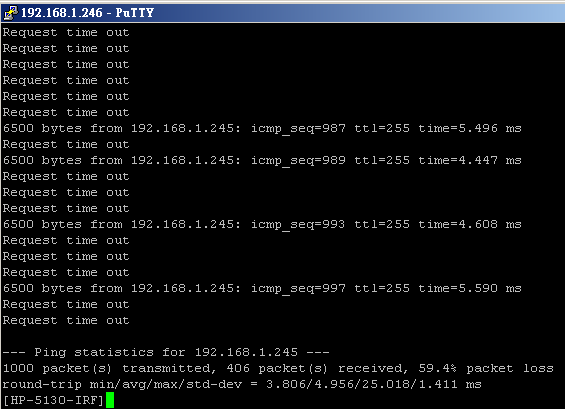 192.168.1.246 - PuTTY
Request time out
Request time out
Request time out
Request time out
Request time out
Request time out
6500 bytes from 192.168.1.245: icmp_seq=987 ttl=255 time=5.496 ms
Request time out
6500 bytes from 192.168.1.245: icmp_seq=989 ttl=255 time=4.447 ms
Request time out
Request time out
Request time out
6500 bytes from 192.168.1.245: icmp_seq=993 ttl=255 time=4.608 ms
Request time out
Request time out
Request time out
6500 bytes from 192.168.1.245: icmp_seq=997 ttl=255 time=5.590 ms
Request time out
Request time out
--- Ping statistics for 192.168.1.245 ---
1000 packet(s) transmitted, 406 packet(s) received, 59.4% packet loss
round-trip min/avg/max/std-dev = 3.806/4.956/25.018/1.411 ms
[HP-5130-IRF]